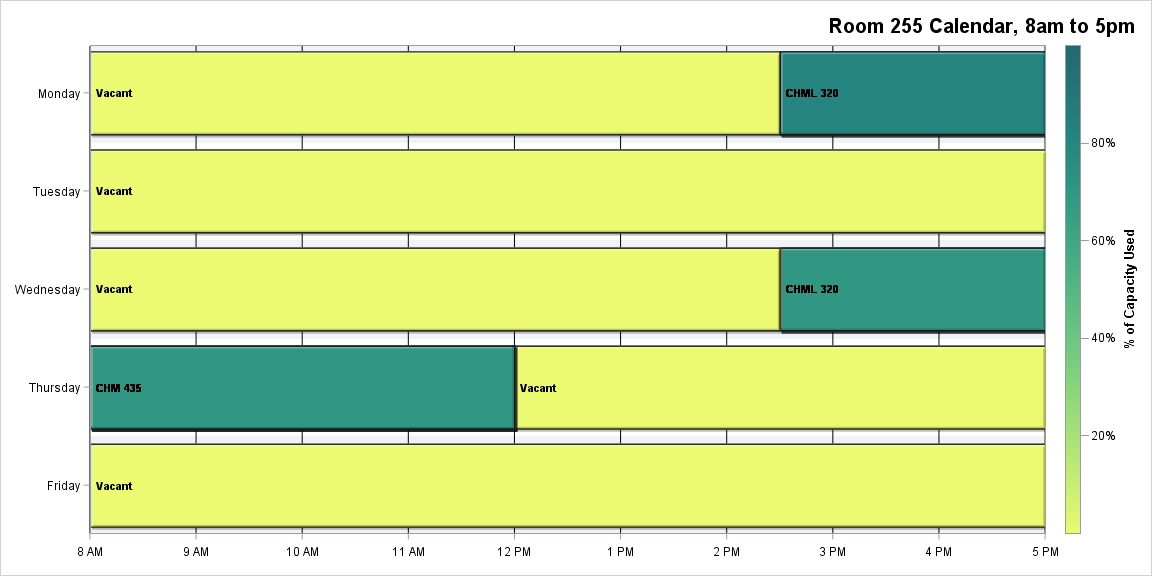 Room 255 Calendar, 8am to 5pm
Monday
Vacant
CHML 320
Tuesday
Vacant
Wednesday
Vacant
CHML 320
Thursday
CHM 435
Vacant
Friday
Vacant
8 AM
9 AM
10 AM
11 AM
12 PM
1 PM
2 PM
3 PM
4 PM
5 PM
80%
60%
40%
20%
% of Capacity Used